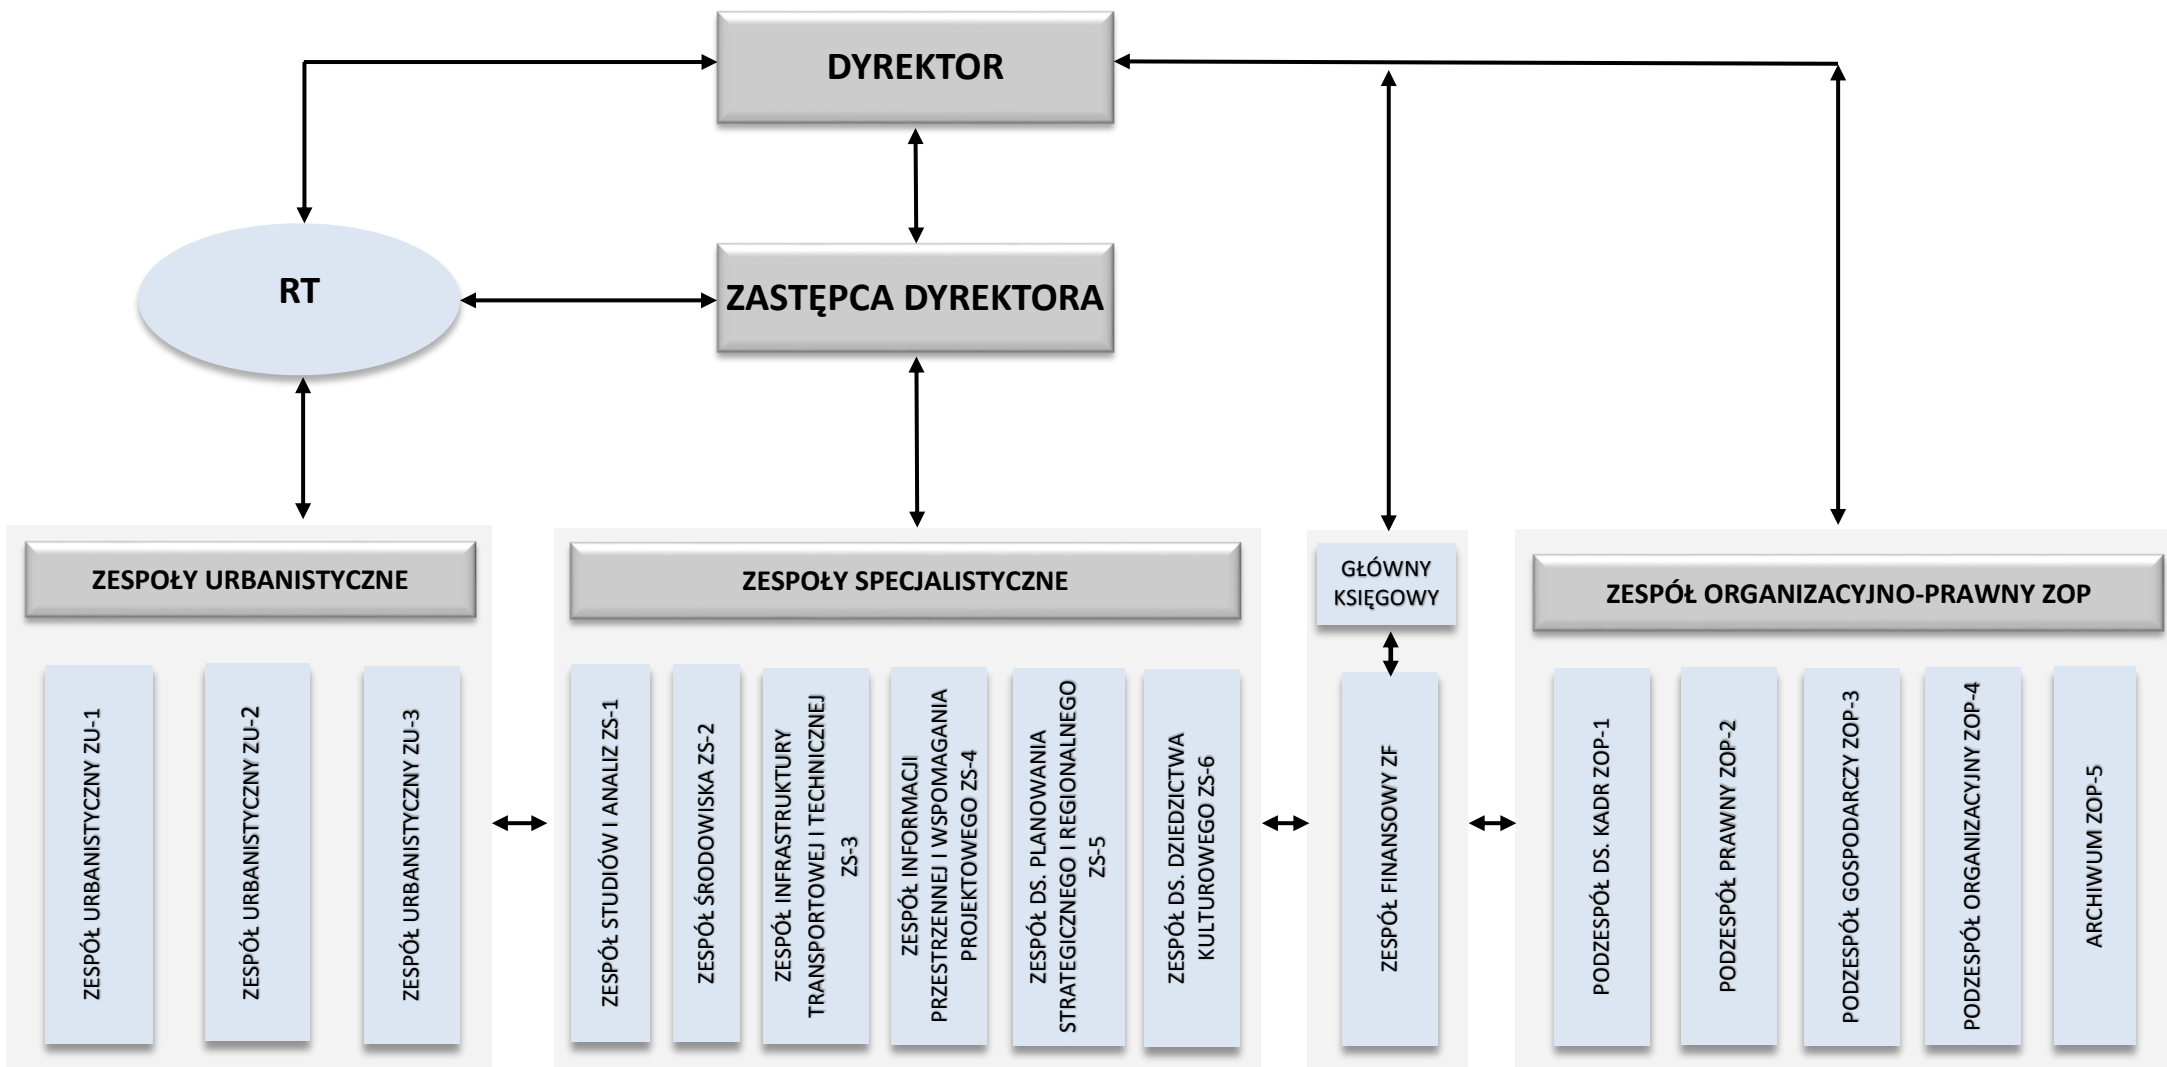 DYREKTOR
RT
ZASTĘPCA DYREKTORA
ZESPOŁY URBANISTYCZNE
ZESPÓŁ URBANISTYCZNY ZU-1
ZESPÓŁ URBANISTYCZNY ZU-2
ZESPÓŁ URBANISTYCZNY ZU-3
ZESPOŁY SPECJALISTYCZNE
ZESPÓŁ STUDIÓW I ANALIZ ZS-1
ZESPÓŁ ŚRODOWISKA ZS-2
ZESPÓŁ INFRASTRUKTURY
TRANSPORTOWEJ I TECHNICZNEJ
ZS-3
ZESPÓŁ INFORMACJI
PRZESTRZENNEJ I WSPOMAGANIA
PROJEKTOWEGO ZS-4
ZESPÓŁ DS. PLANOWANIA
STRATEGICZNEGO I REGIONALNEGO
ZS-5
ZESPÓŁ DS. DZIEDZICTWA
KULTUROWEGO ZS-6
GŁÓWNY
KSIĘGOWY
ZESPÓŁ FINANSOWY ZF
ZESPÓŁ ORGANIZACYJNO-PRAWNY ZOP
PODZESPÓŁ DS. KADR ZOP-1
PODZESPÓŁ PRAWNY ZOP-2
PODZESPÓŁ GOSPODARCZY ZOP-3
PODZESPÓŁ ORGANIZACYJNY ZOP-4
ARCHIWUM ZOP-5